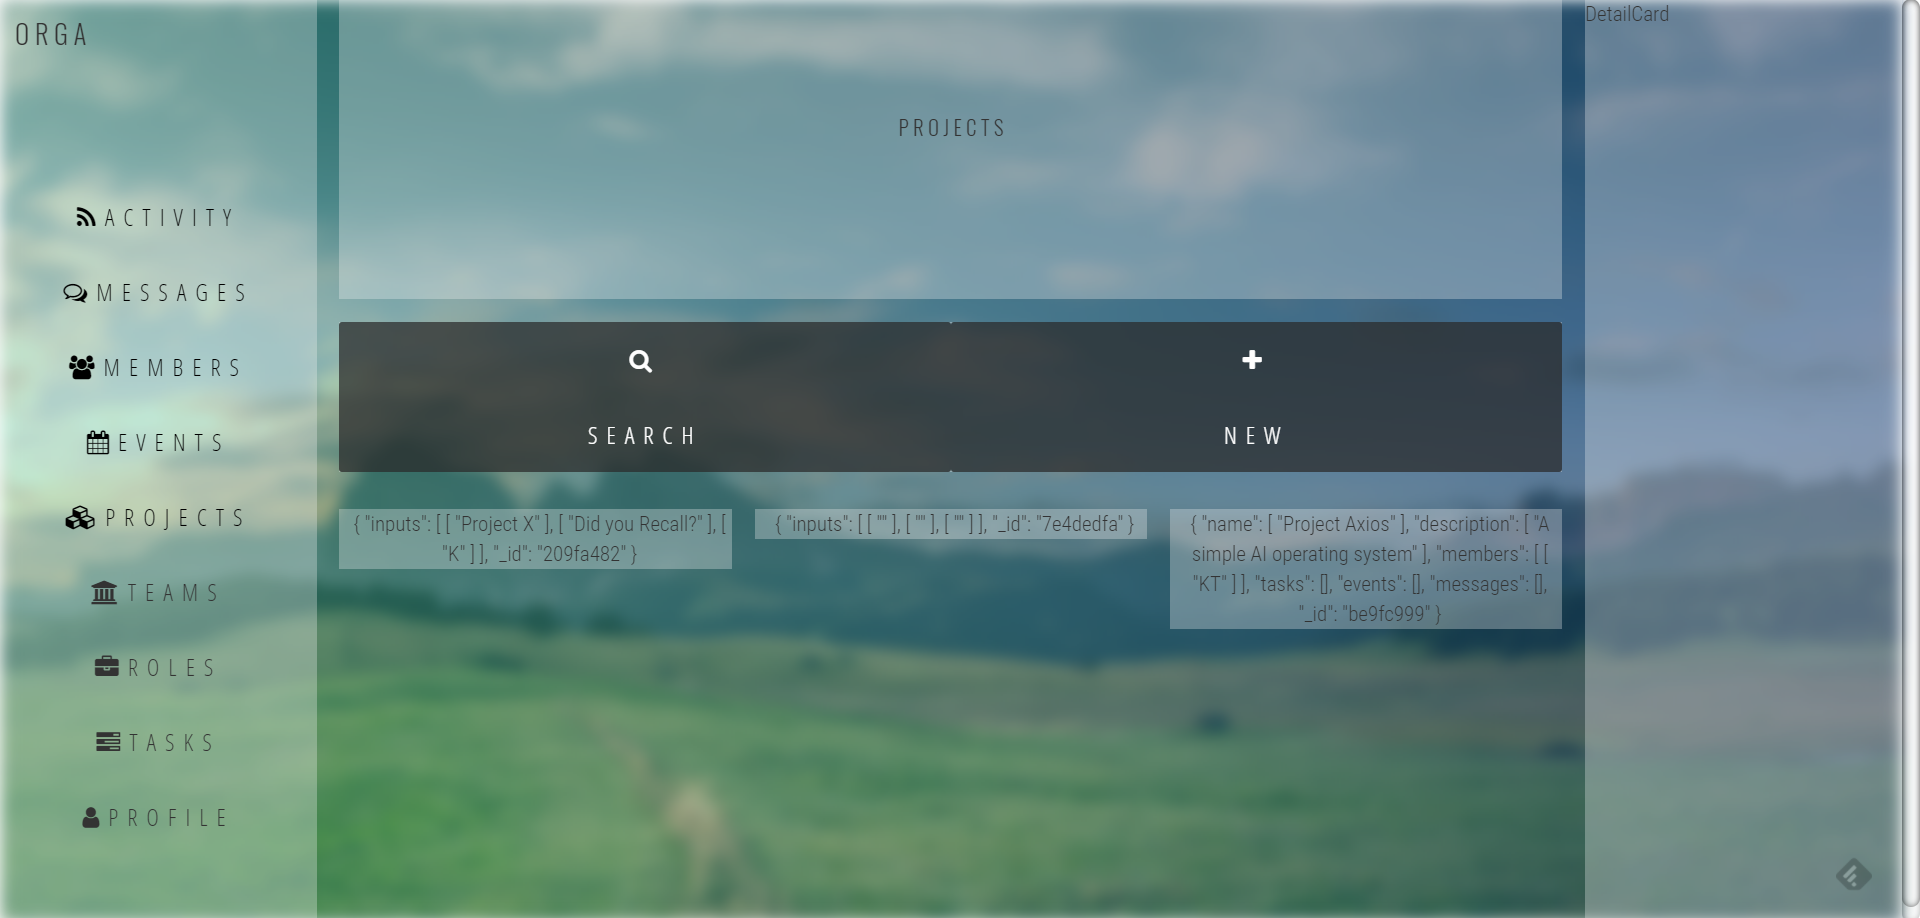 ORGA
ACTIVITY
MESSAGES
MEMBERS
EVENTS
PROJECTS
TEAMS
ROLES
TASKS
PROFILE
PROJECTS
SEARCH
NEW
{ "inputs": [ [ "Project X" ], [ "Did you Recall?" ], [
"K" ] ], "_id": "209fa482" }
{ "inputs": [ [ "" ], [ "" ], [ "" ] ], "_id": "7e4dedfa" }
{ "name": [ "Project Axios" ], "description": [ "A
simple AI operating system" ], "members": [ [
"KT" ] ], "tasks": [], "events": [], "messages": [],
"_id": "be9fc999" }
DetailCard